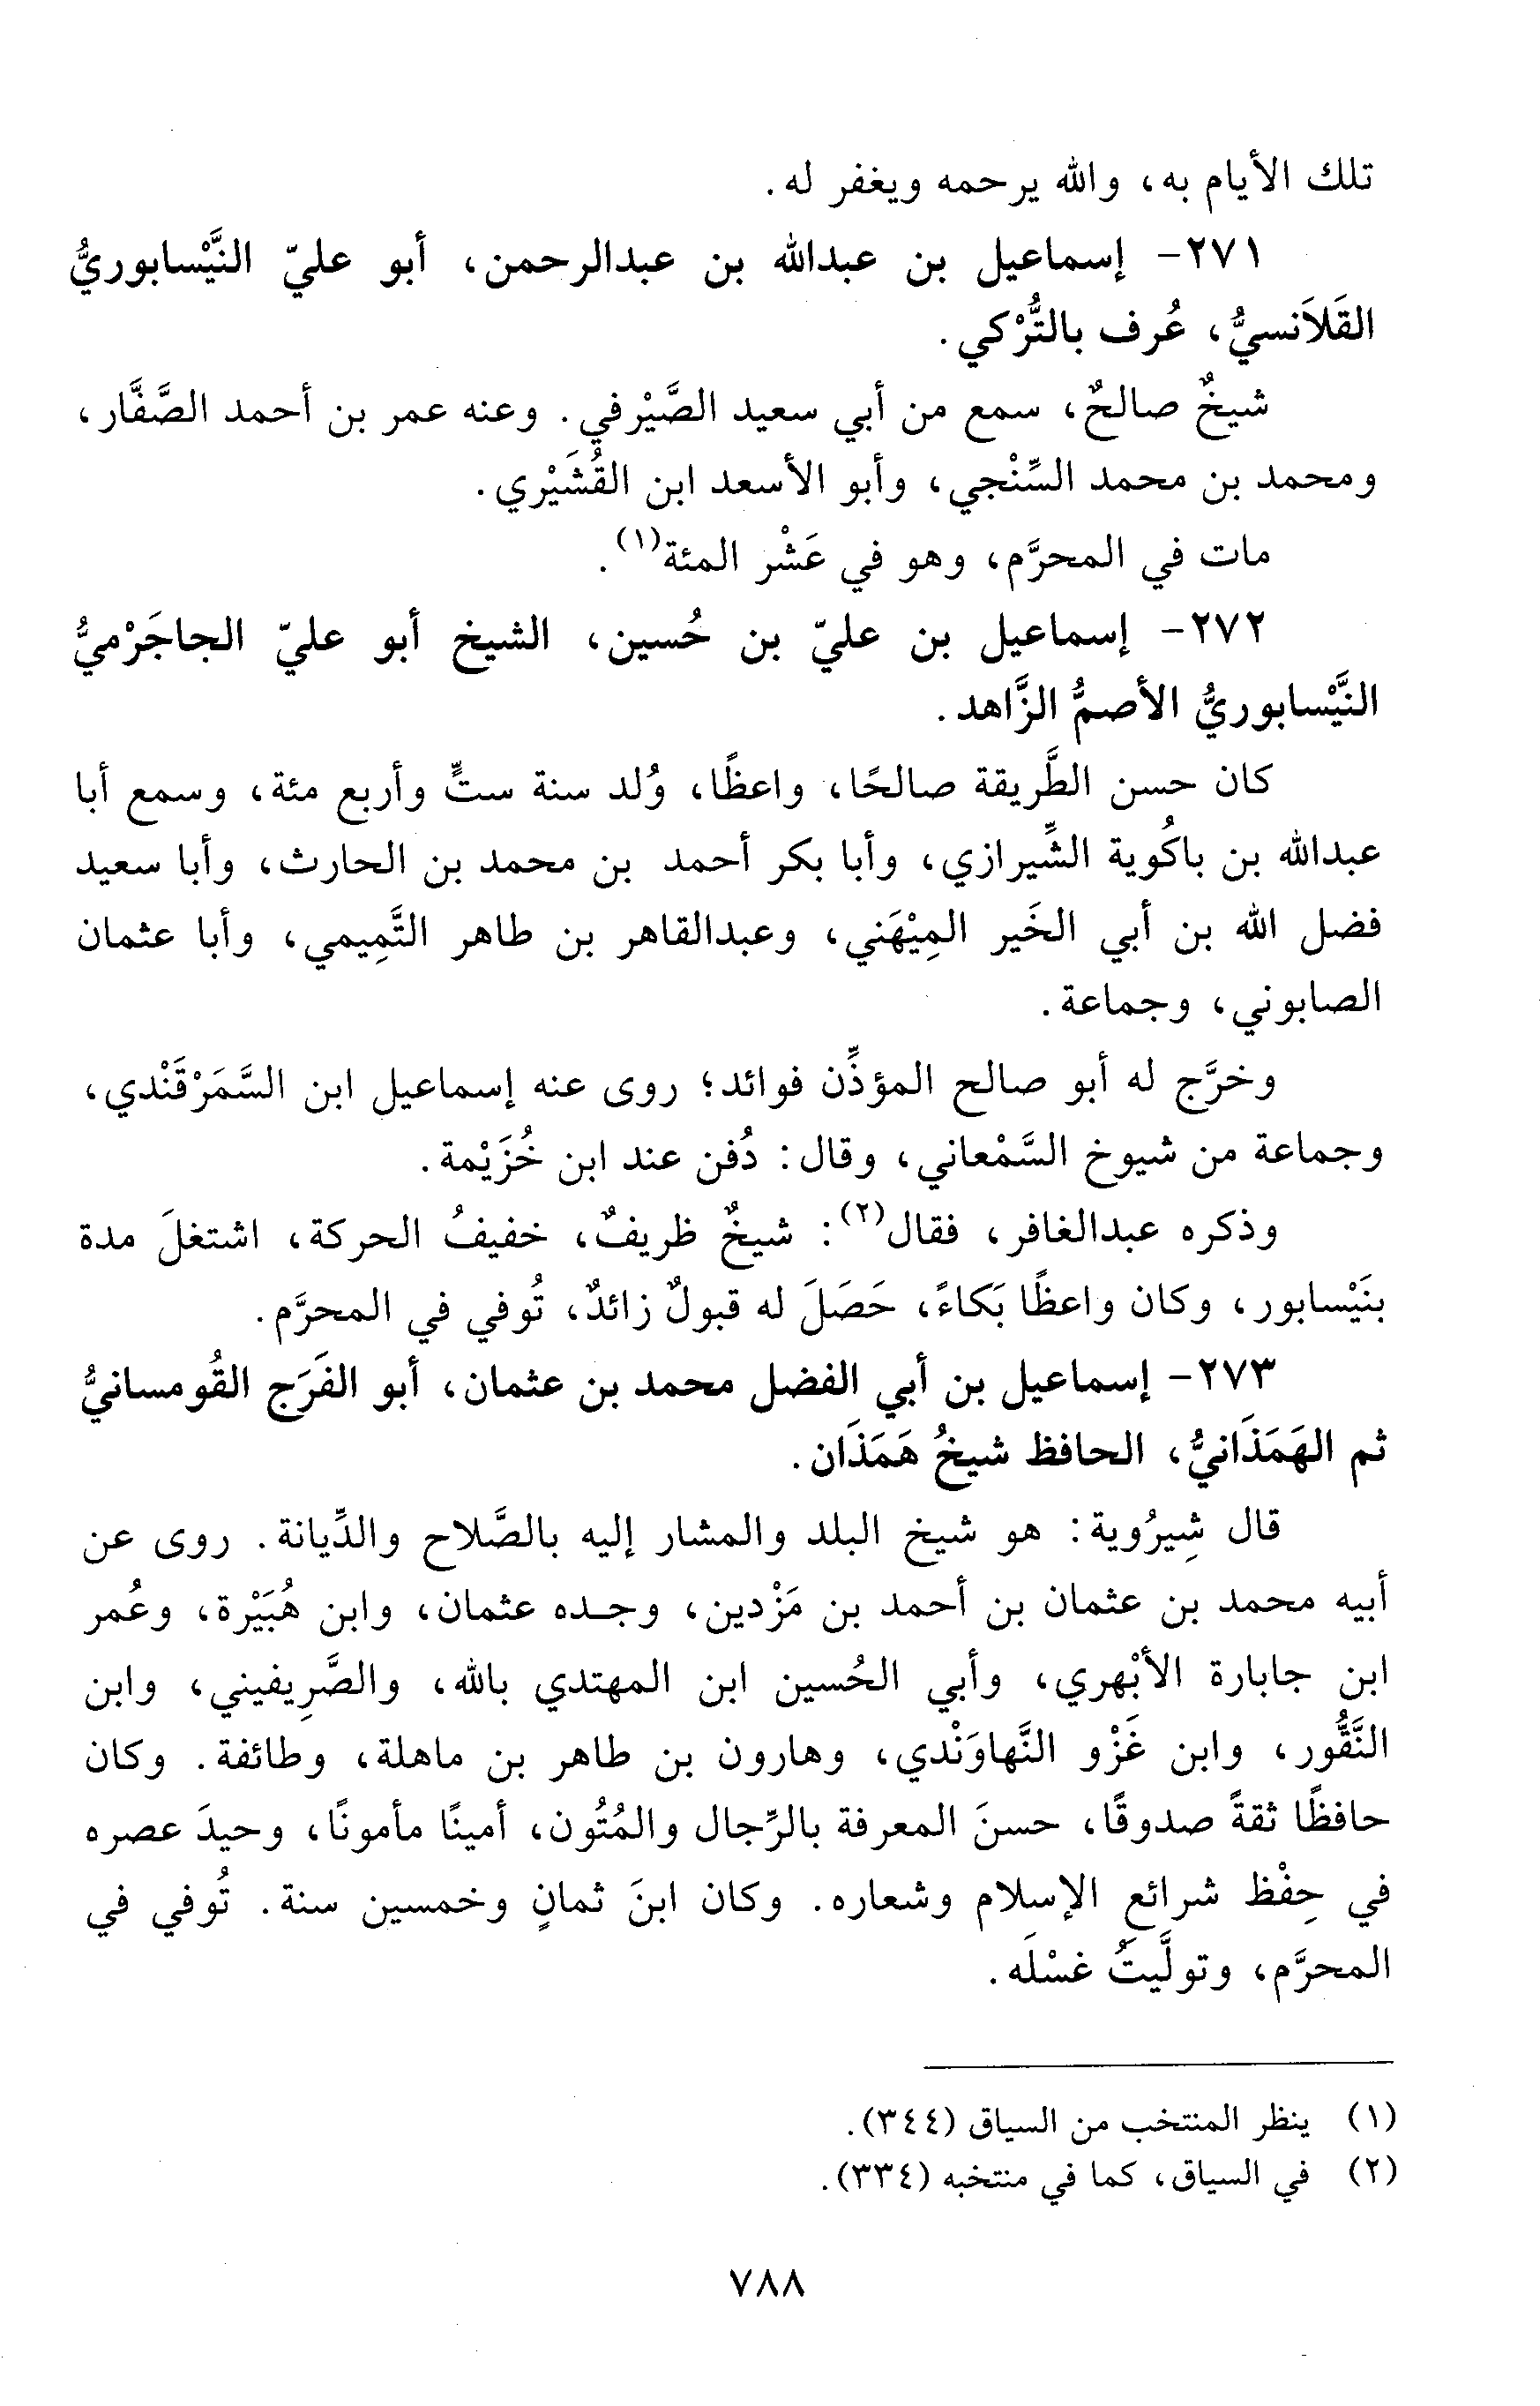 تلك الأيام به، والله يرحمه ويغفر له.
٢٧١- إسماعيل بن عبدالله بن عبدالرحمن، أبو عليّ النَّيْسابوريُّ
القَلاَنسيُّ، عُرف بالتُّرْكي.
شيخٌ صالحٌ، سمع من أبي سعيد الصَّيْرفي. وعنه عمر بن أحمد الصَّفَّار،
ومحمد بن محمد السِّنْجي، وأبو الأسعد ابن القُشَيْري.
مات في المحرَّم، وهو في عَشْر المئة(١).
٢٧٢- إسماعيل بن عليّ بن حُسين، الشيخ أبو عليّ الجاجَرْميُّ
النَّيْسابوريُّ الأصمُّ الزَّاهد.
كان حسن الطَّريقة صالحًا، واعظًا، وُلد سنة ستٍّ وأربع مئة، وسمع أبا
عبدالله بن باكُوية الشِّيرازي، وأبا بكر أحمد بن محمد بن الحارث، وأبا سعيد
فضل الله بن أبي الخَير المِيْهَني، وعبدالقاهر بن طاهر التَّمِيمي، وأبا عثمان
الصابوني، وجماعة.
وخرَّج له أبو صالح المؤذِّن فوائد؛ روى عنه إسماعيل ابن السَّمَرْقَنْدي،
وجماعة من شيوخ السَّمْعاني، وقال: دُفن عند ابن خُزَيْمة.
وذكره عبدالغافر، فقال(٢): شيخٌ ظريفٌ، خفيفُ الحركة، اشتغلَ مدة
بنَيْسابور، وكان واعظًا بَكاءً، حَصَلَ له قبولٌ زائدٌ، تُوفي في المحرَّم.
٢٧٣- إسماعيل بن أبي الفضل محمد بن عثمان، أبو الفَرَج القُومسانيُّ
ثم الهَمَذَانيُّ، الحافظ شيخُ هَمَذَان.
قال شِيرُوية: هو شيخ البلد والمشار إليه بالصَّلاح والدِّيانة. روى عن
أبيه محمد بن عثمان بن أحمد بن مَزْدين، وجـده عثمان، وابن هُبَيْرة، وعُمر
ابن جابارة الأبْهري، وأبي الحُسين ابن المهتدي بالله، والصَّرِيفيني، وابن
النَّقُّور، وابن غَزْو النَّهاوَنْدي، وهارون بن طاهر بن ماهلة، وطائفة. وكان
حافظًا ثقةً صدوقًا، حسنَ المعرفة بالرِّجال والمُتُون، أمينًا مأمونًا، وحيدَ عصره
في حِفْظ شرائعِ الإسلام وشعاره. وكان ابنَ ثمانٍ وخمسين سنة. تُوفي في
المحرَّم، وتولَّيتُ غسْلَه.
(١) ينظر المنتخب من السياق (٣٤٤).
(٢) في السياق، كما في منتخبه (٣٣٤).
٧٨٨